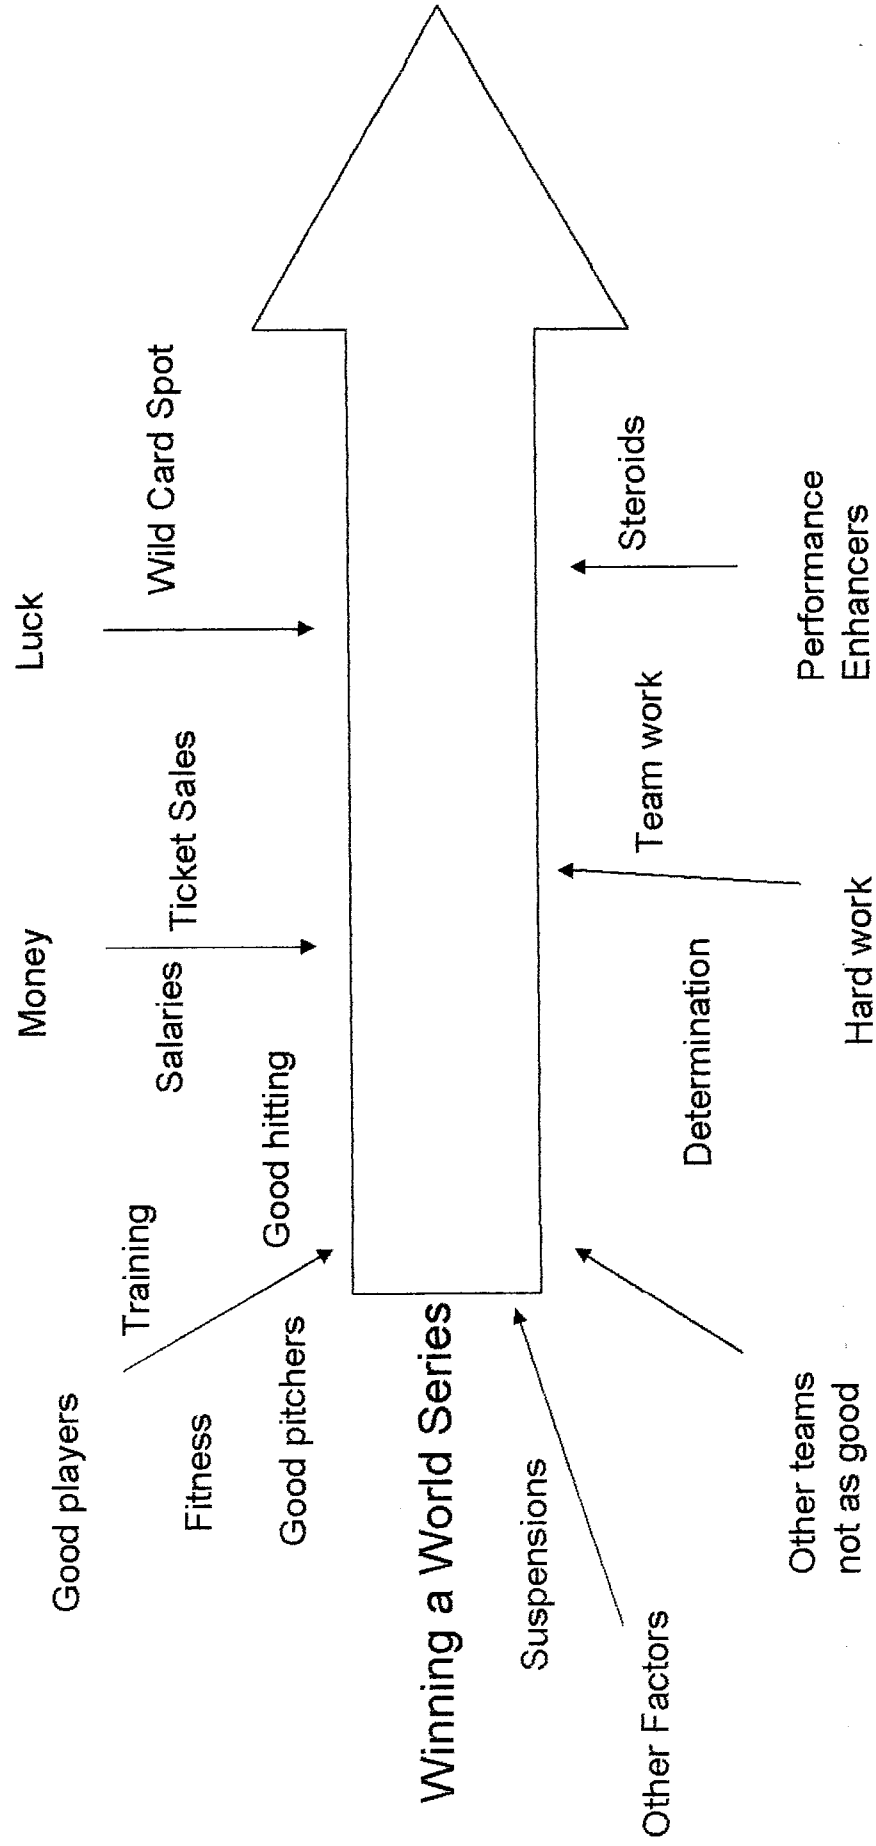 Good players
Training
Fitness
Good pitchers
Good hitting
Money
Salaries
Ticket Sales
Luck
Wild Card Spot
Winning a World Series
Suspensions
Other Factors
Other teams
not as good
Determination
Hard work
Team work
Steroids
Performance
Enhancers